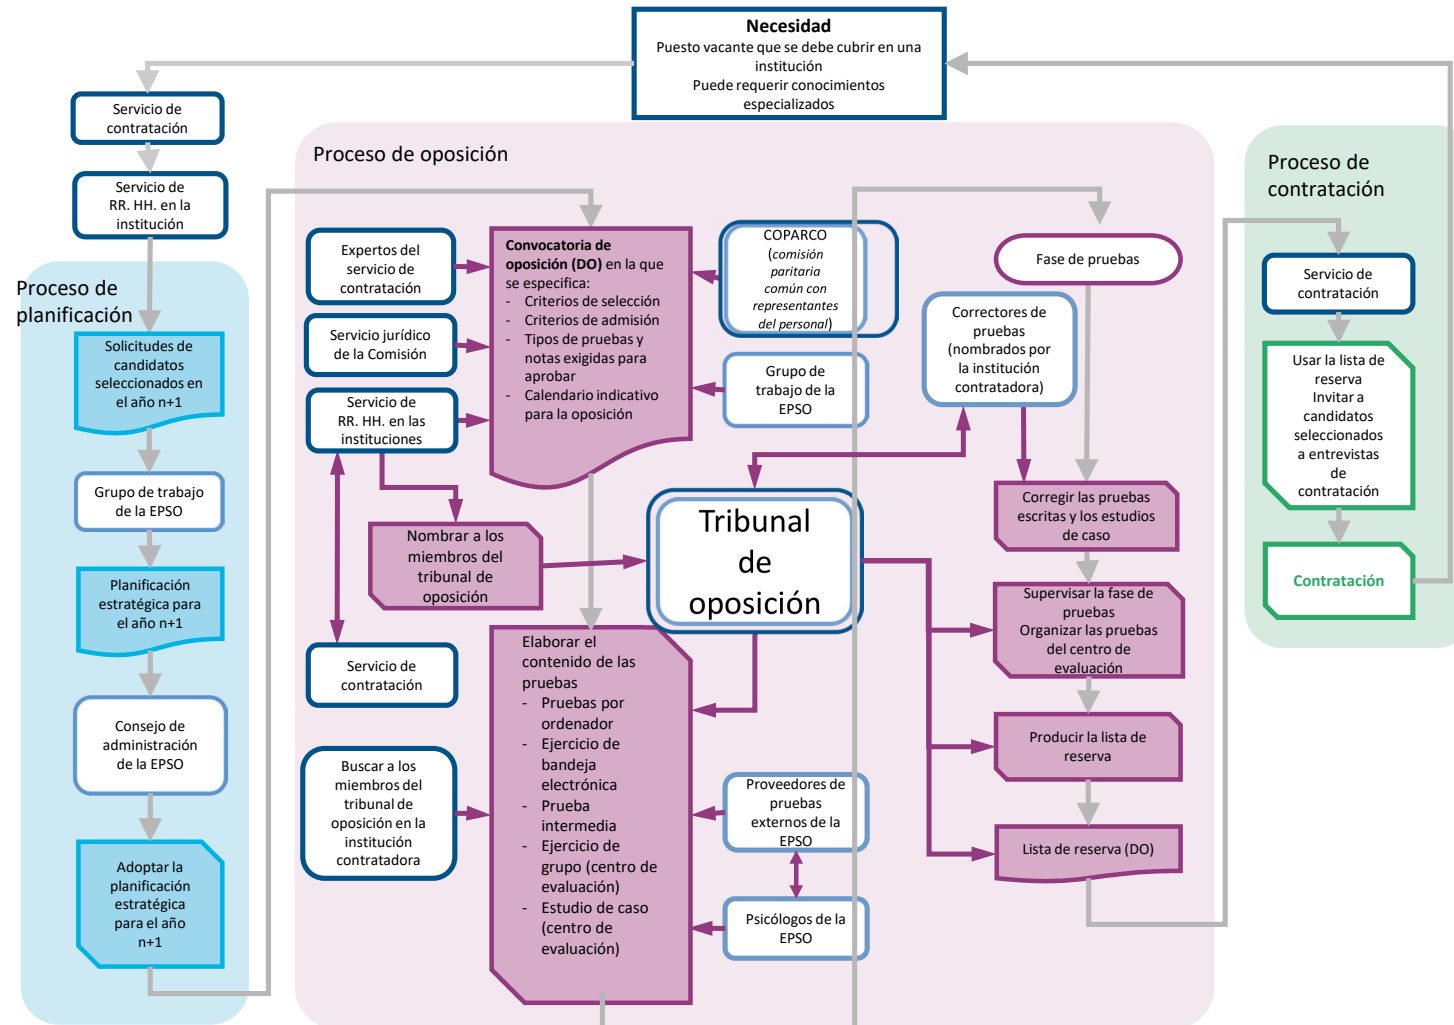 Necesidad
Puesto vacante que se debe cubrir en una
institución
Puede requerir conocimientos
especializados
Servicio de
contratación
Servicio de
RR. HH. en la
institución
Proceso de
planificación
Solicitudes de
candidatos
seleccionados en
el año n+1
Grupo de trabajo
de la EPSO
Planificación
estratégica para
el año n+1
Consejo de
administración
de la EPSO
Adoptar la
planificación
estratégica
para el año
n+1
Proceso de oposición
Expertos del
servicio de
contratación
Servicio jurídico
de la Comisión
Servicio de
RR. HH. en las
instituciones
Convocatoria de
oposición (DO) en la que
se especifica:
- Criterios de selección
- Criterios de admisión
- Tipos de pruebas y
notas exigidas para
aprobar
- Calendario indicativo
para la oposición
COPARCO
(comisión
paritaria
común con
representantes
del personal)
Grupo de
trabajo de la
EPSO
Nombrar a los
miembros del
tribunal de
oposición
Tribunal
de
oposición
Servicio de
contratación
Buscar a los
miembros del
tribunal de
oposición en la
institución
contratadora
Elaborar el
contenido de las
pruebas
- Pruebas por
ordenador
- Ejercicio de
bandeja
electrónica
- Prueba
intermedia
- Ejercicio de
grupo (centro de
evaluación)
- Estudio de caso
(centro de
evaluación)
Proveedores de
pruebas
externos de la
EPSO
Psicólogos de la
EPSO
Fase de pruebas
Correctores de
pruebas
(nombrados por
la institución
contratadora)
Corregir las pruebas
escritas y los estudios
de caso
Supervisar la fase de
pruebas
Organizar las pruebas
del centro de
evaluación
Producir la lista de
reserva
Lista de reserva (DO)
Proceso de
contratación
Servicio de
contratación
Usar la lista de
reserva
Invitar a
candidatos
seleccionados
a entrevistas
de
contratación
Contratación